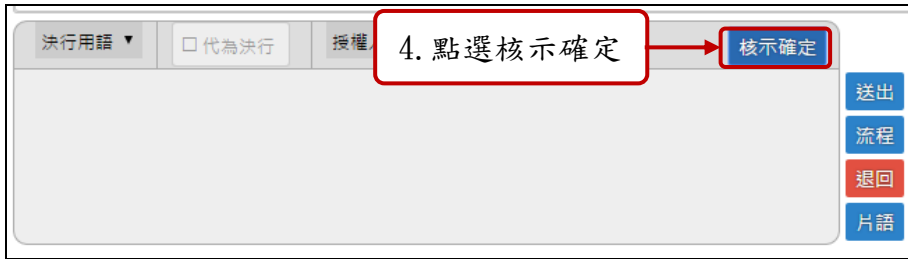 決行用語 ▼
☐ 代為決行
授權
4. 點選核示確定
核示確定
送出
流程
退回
片語